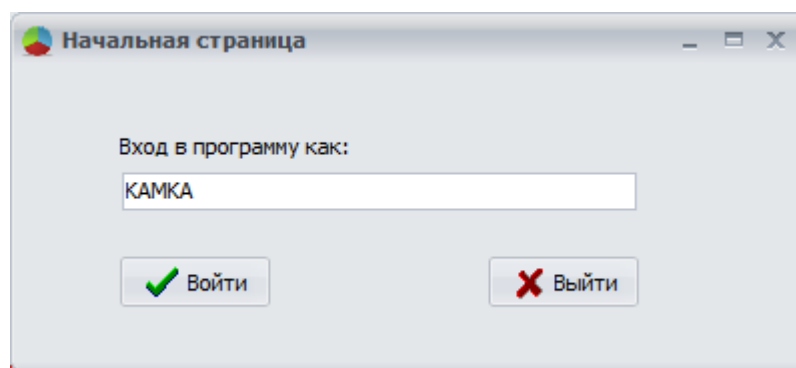 Начальная страница
Вход в программу как:
КАМКА
Войти
Выйти